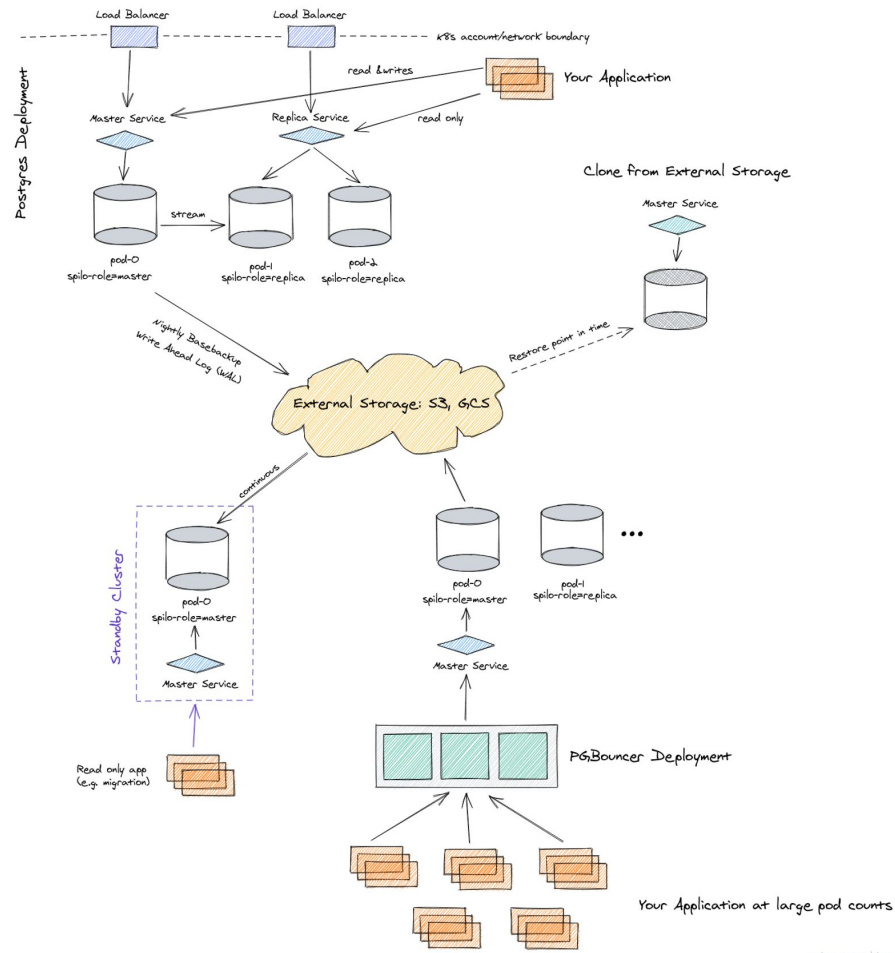 Load Balancer
Load Balancer
K8s account/network boundary
Postgres Deployment
read & writes
Your Application
Master Service
Replica Service
read only
Clone from External Storage
Master Service
stream
pod-0
spilo-role=master
pod-1
spilo-role=replica
pod-2
spilo-role=replica
Nightly Basebackup
Write Ahead Log (WAL)
Restore point in time
External Storage: S3, GCS
continuous
Standby Cluster
pod-0
spilo-role=master
Master Service
pod-0
spilo-role=master
pod-1
spilo-role=replica
...
Master Service
Read only app
(e.g. migration)
PGBouncer Deployment
Your Application at large pod counts